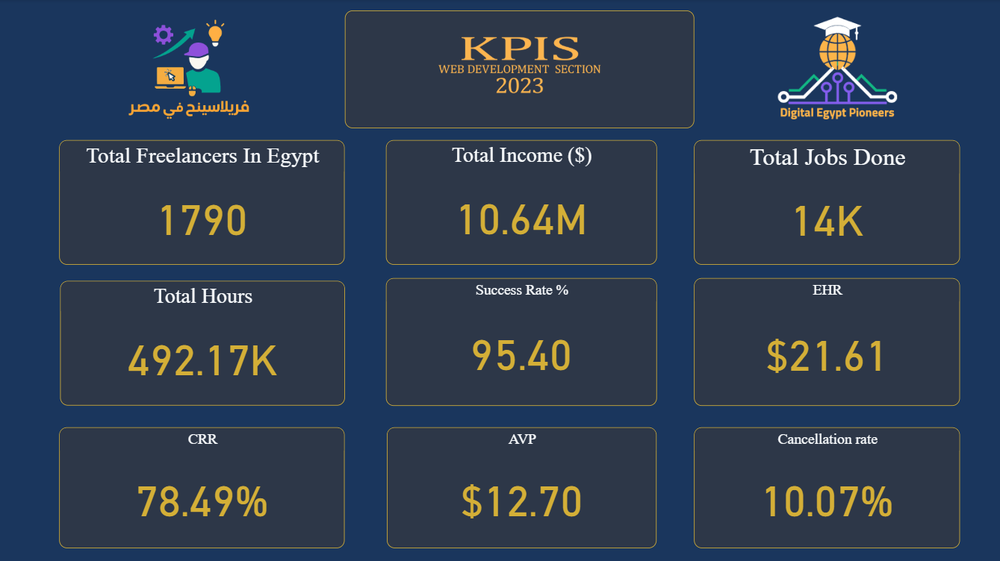 فريلاسينج في مصر
KPIS
WEB DEVELOPMENT SECTION
2023
Digital Egypt Pioneers
Total Freelancers In Egypt
1790
Total Income ($)
10.64M
Total Jobs Done
14K
Total Hours
492.17K
Success Rate %
95.40
EHR
$21.61
CRR
78.49%
AVP
$12.70
Cancellation rate
10.07%